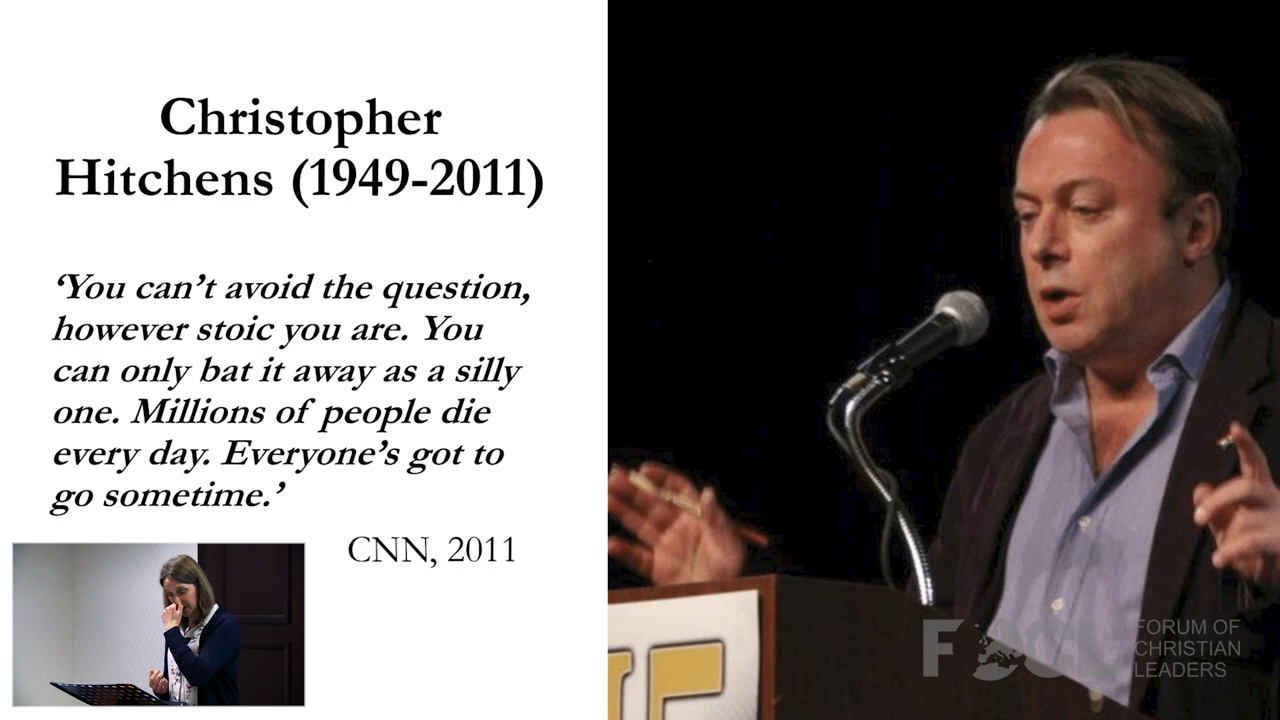 Christopher
Hitchens (1949-2011)
‘You can’t avoid the question,
however stoic you are. You
can only bat it away as a silly
one. Millions of people die
every day. Everyone’s got to
go sometime.’
CNN, 2011
FOCL
FORUM OF
CHRISTIAN
LEADERS